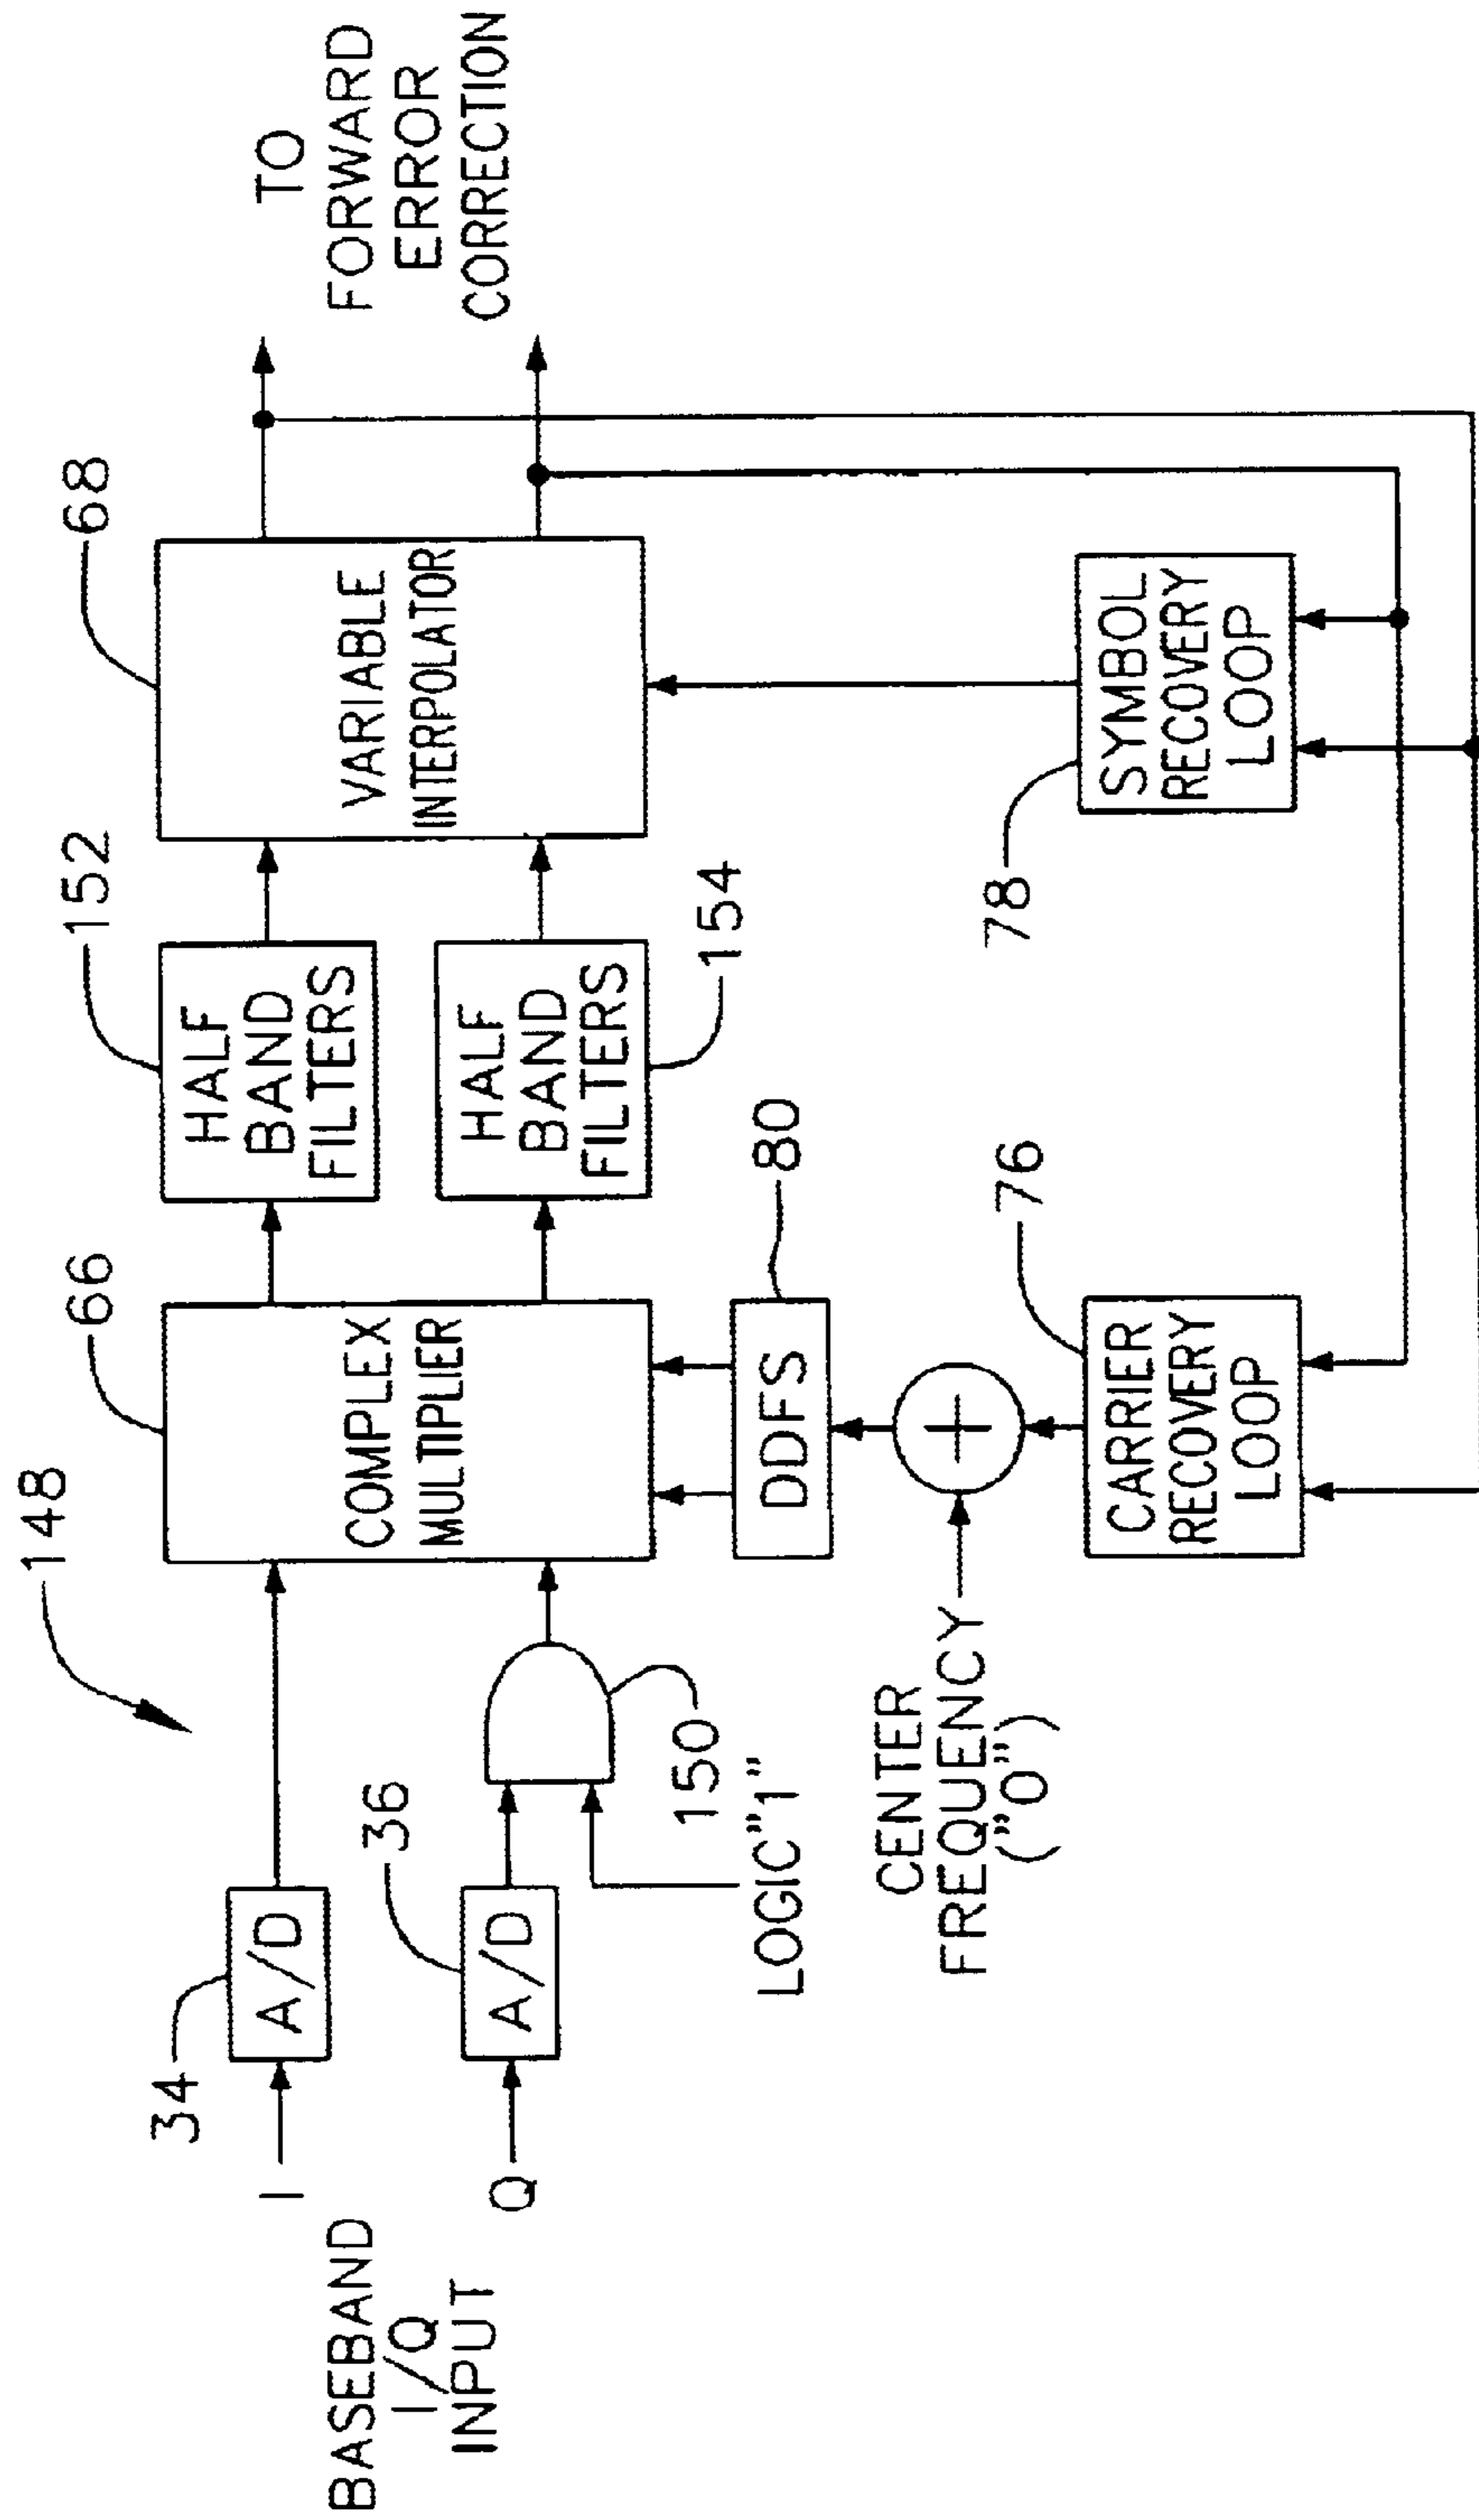 148
BASEBAND
I/Q
INPUT
I
Q
34
A/D
36
A/D
150
LOGIC"1"
CENTER
FREQUENCY
("0")
66
COMPLEX
MULTIPLIER
DDFS
80
76
CARRIER
RECOVERY
LOOP
152
HALF
BAND
FILTERS
HALF
BAND
FILTERS
154
68
VARIABLE
INTERPOLATOR
78
SYMBOL
RECOVERY
LOOP
TO
FORWARD
ERROR
CORRECTION